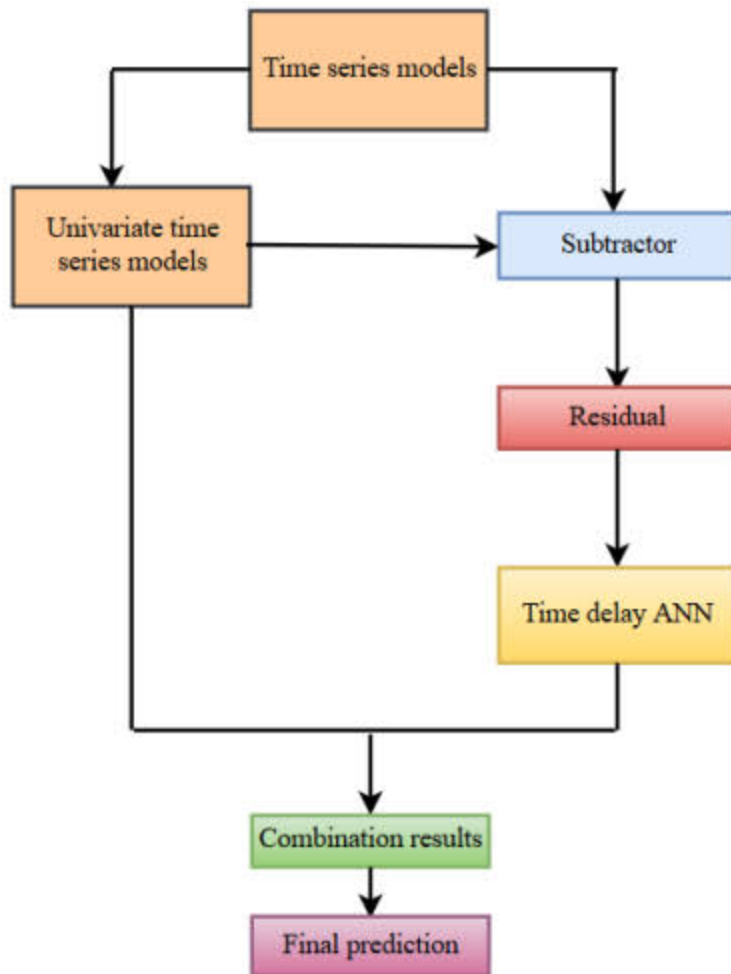 Time series models
Univariate time
series models
Subtractor
Residual
Time delay ANN
Combination results
Final prediction